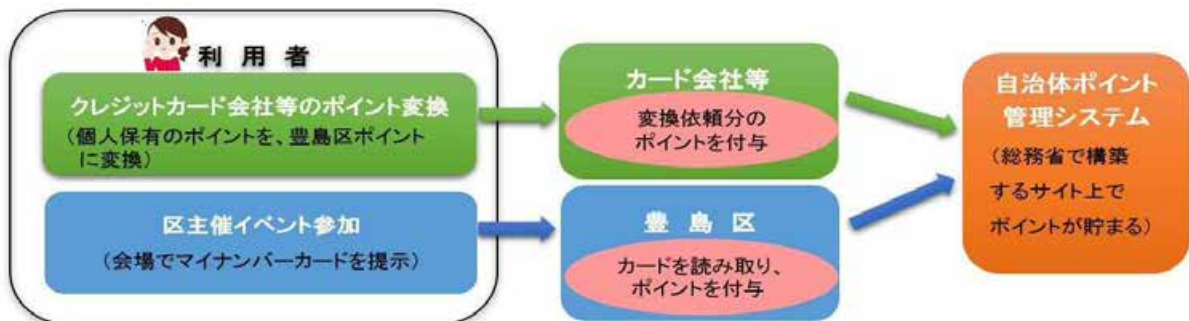 利用者
クレジットカード会社等のポイント変換
(個人保有のポイントを、豊島区ポイント
に変換)
区主催イベント参加
(会場でマイナンバーカードを提示)
カード会社等
変換依頼分の
ポイントを付与
豊島区
カードを読み取り、
ポイントを付与
自治体ポイント
管理システム
(総務省で構築
するサイト上で
ポイントが貯まる)